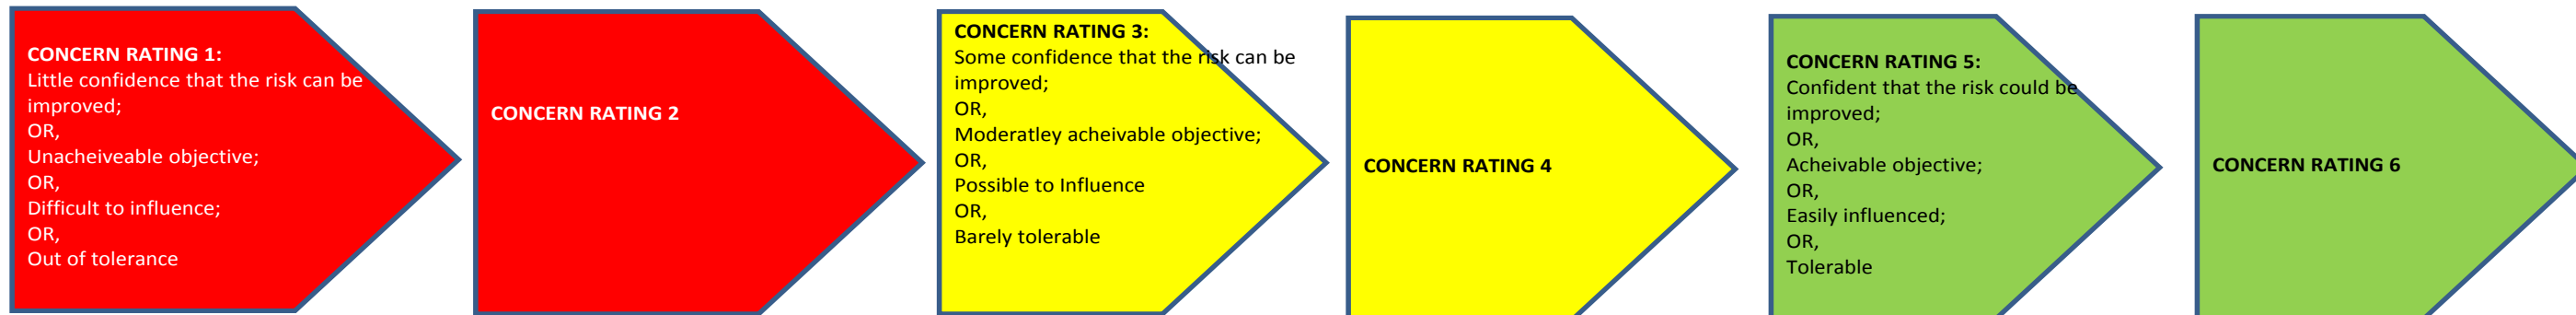 CONCERN RATING 1:
Little confidence that the risk can be
improved;
OR,
Unacheiveable objective;
OR,
Difficult to influence;
OR,
Out of tolerance
CONCERN RATING 2
CONCERN RATING 3:
Some confidence that the risk can be
improved;
OR,
Moderatley acheivable objective;
OR,
Possible to Influence
OR,
Barely tolerable
CONCERN RATING 4
CONCERN RATING 5:
Confident that the risk could be
improved;
OR,
Acheivable objective;
OR,
Easily influenced;
OR,
Tolerable
CONCERN RATING 6